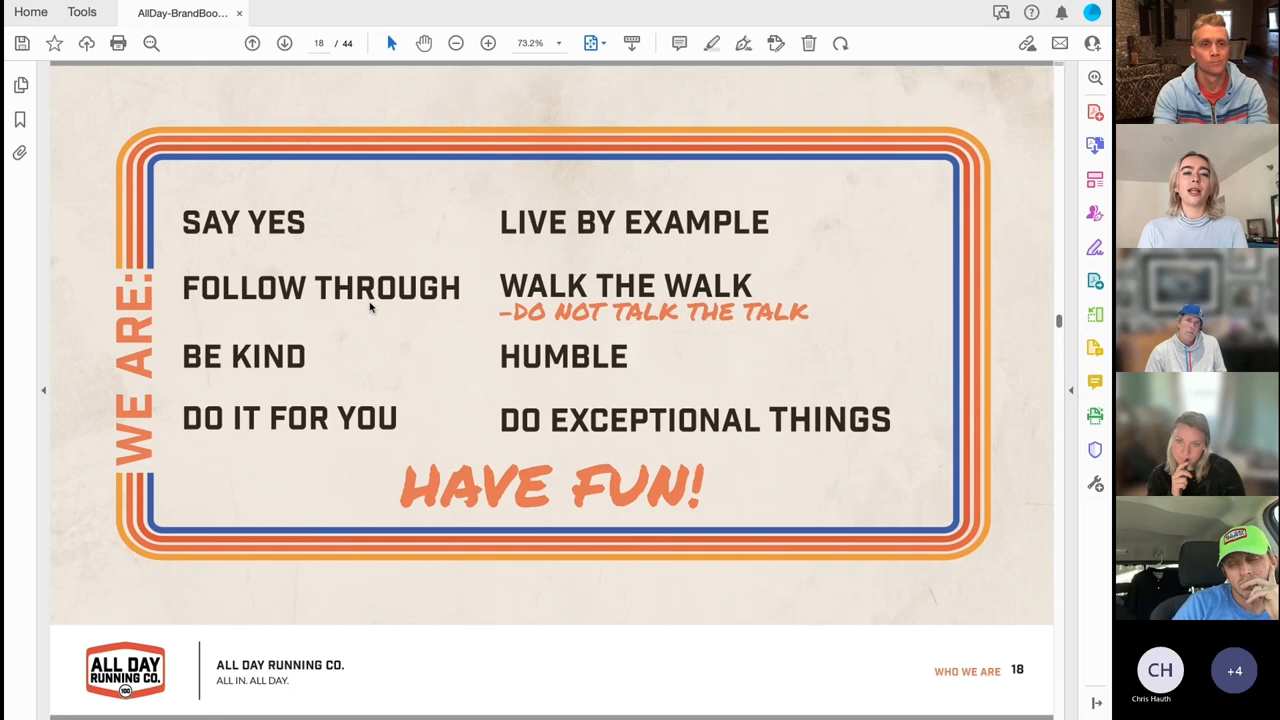 Home
Tools
AllDay-BrandBoo...
×
18 / 44
73.2%
WE ARE:
SAY YES
FOLLOW THROUGH
BE KIND
DO IT FOR YOU
LIVE BY EXAMPLE
WALK THE WALK
-DO NOT TALK THE TALK
HUMBLE
DO EXCEPTIONAL THINGS
HAVE FUN!
ALL DAY
RUNNING CO.
100
ALL DAY RUNNING CO.
ALL IN. ALL DAY.
WHO WE ARE 18
CH
Chris Hauth
+4